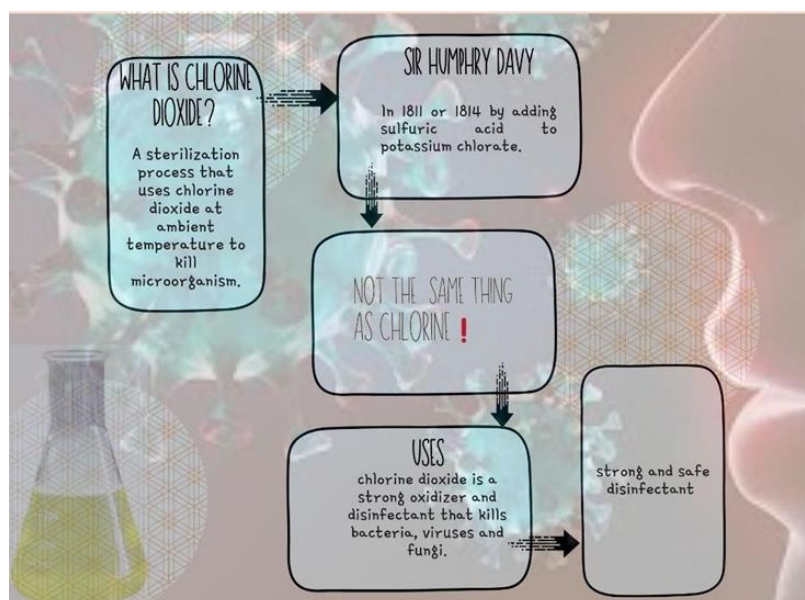 WHAT IS CHLORINE
DIOXIDE?
A sterilization
process that
uses chlorine
dioxide at
ambient
temperature to
kill
microorganism.
SIR HUMPHRY DAVY
In 1811 or 1814 by adding
sulfuric acid to
potassium chlorate.
NOT THE SAME THING
AS CHLORINE❗
USES
chlorine dioxide is a
strong oxidizer and
disinfectant that kills
bacteria, viruses and
fungi.
strong and safe
disinfectant